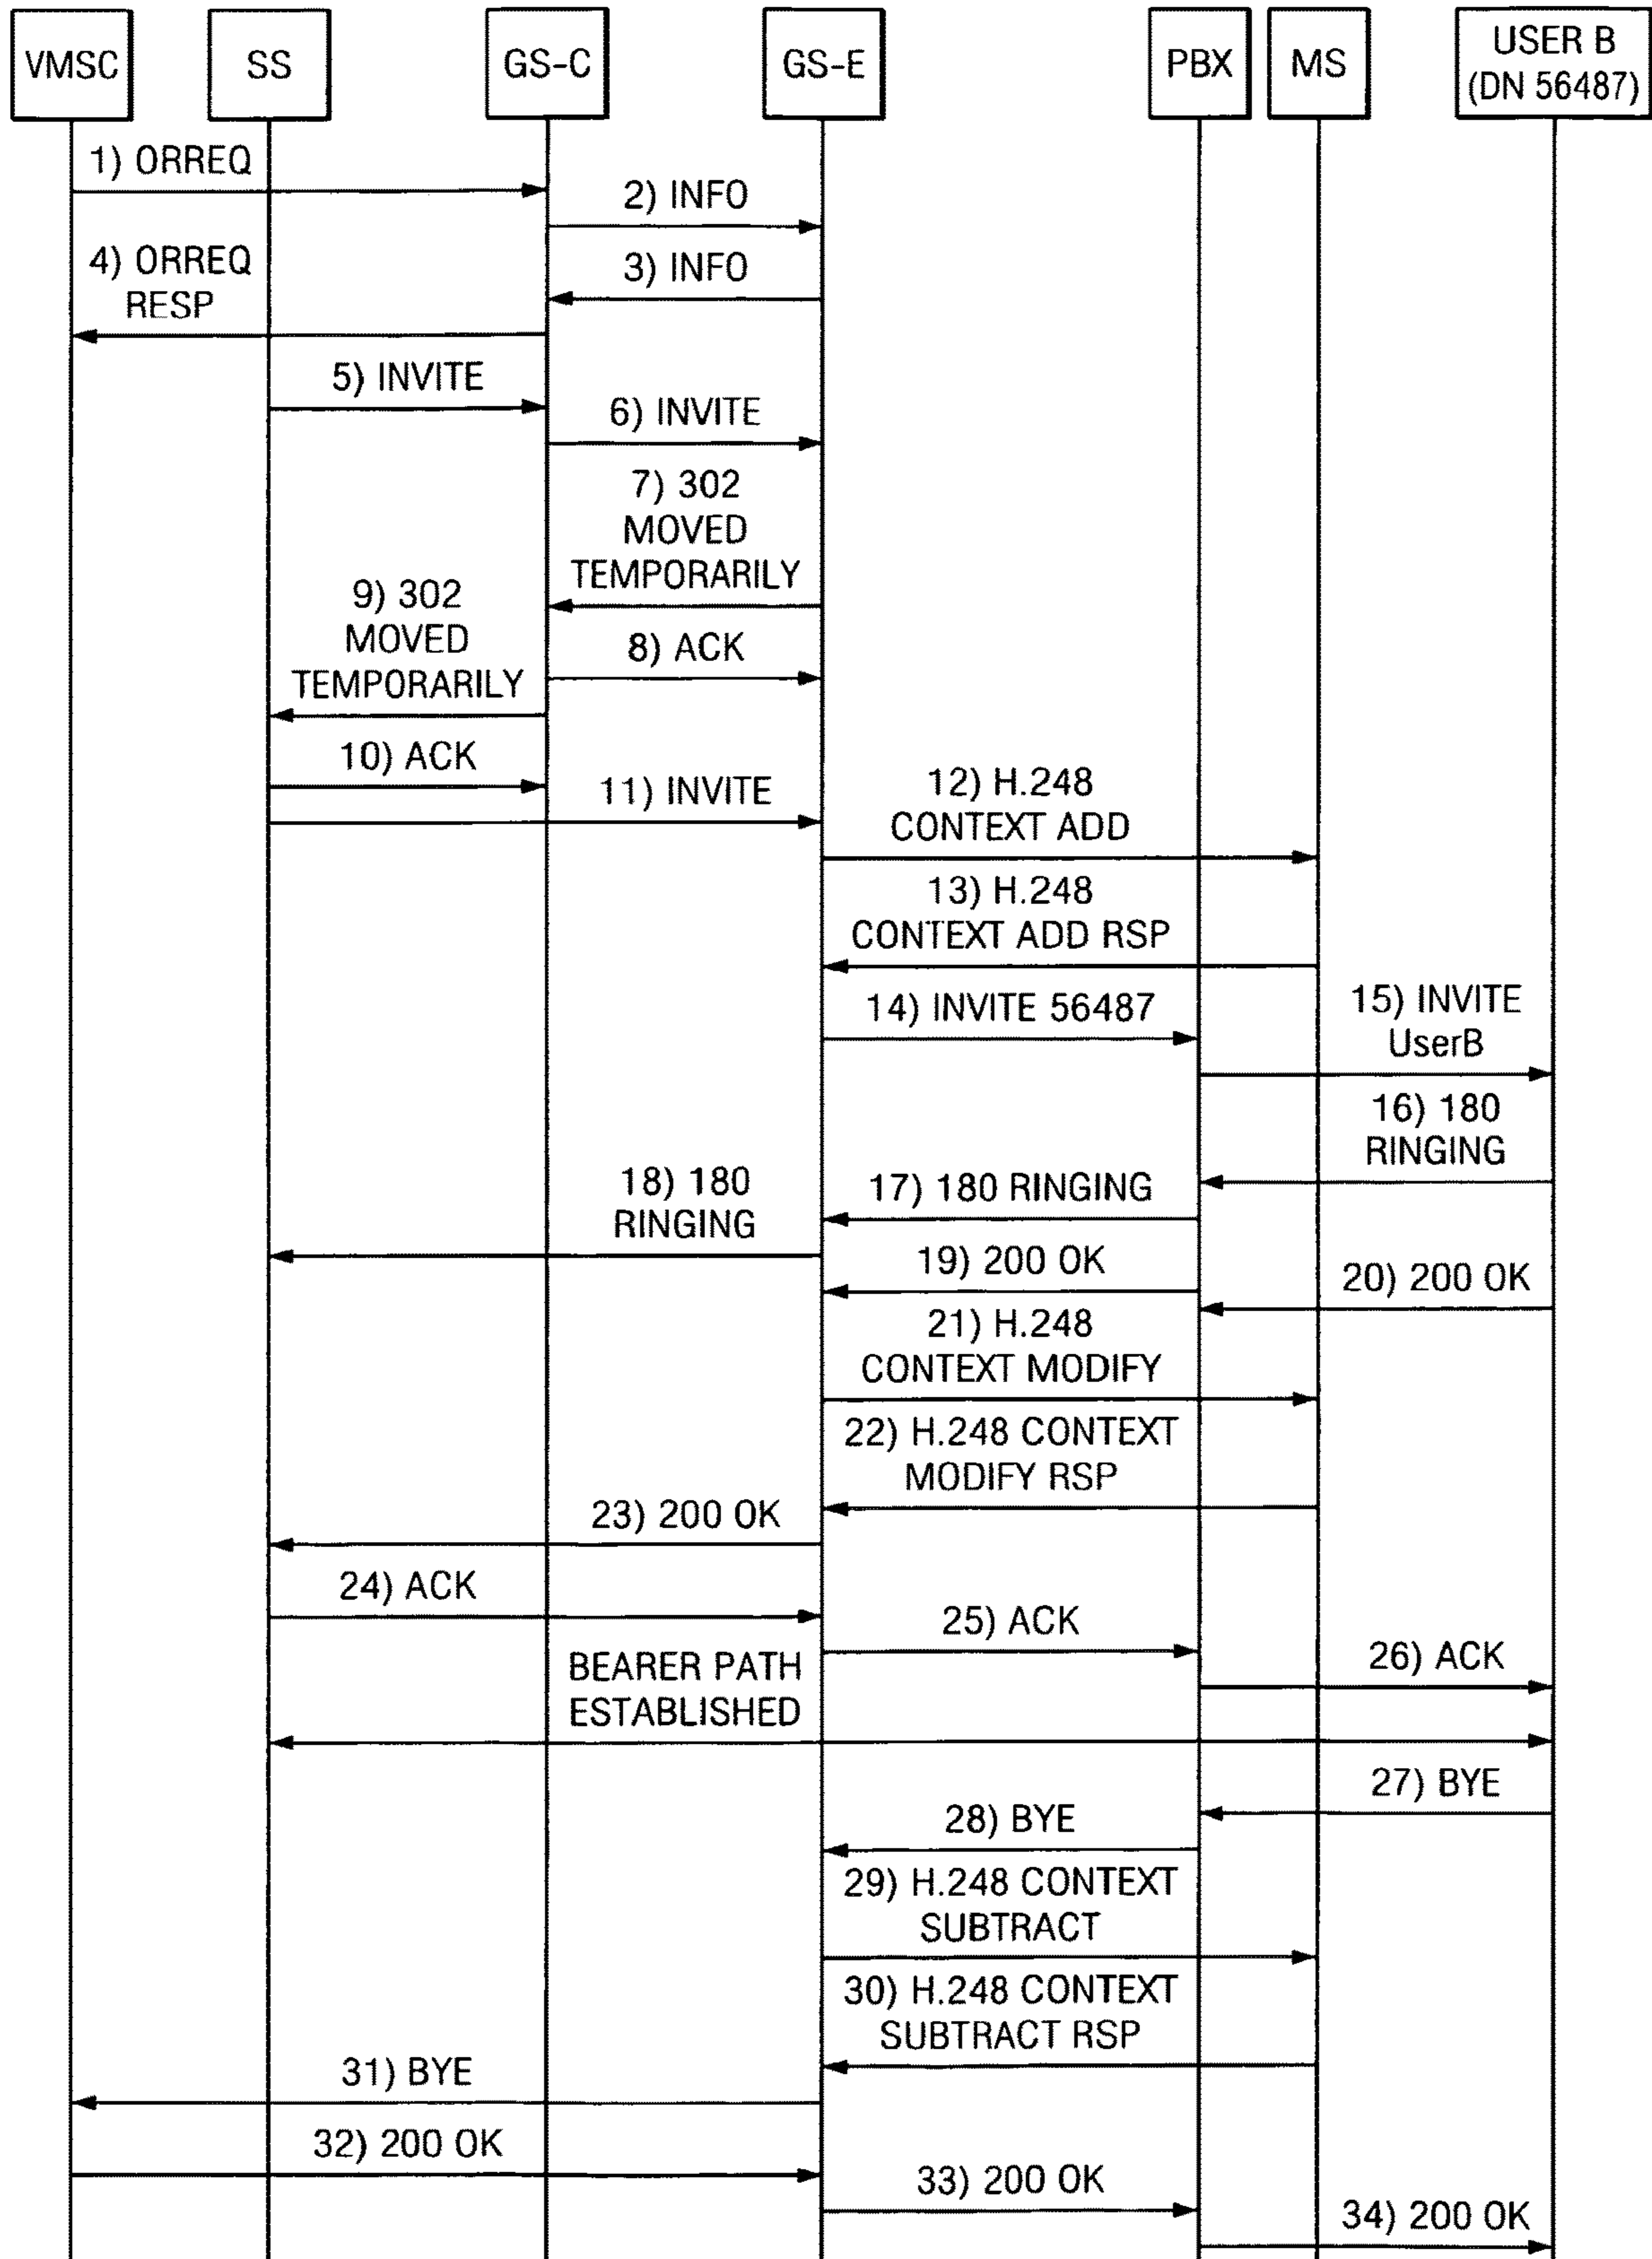 VMSC
SS
GS-C
GS-E
PBX
MS
USER B
(DN 56487)
1) ORREQ
2) INFO
3) INFO
4) ORREQ
RESP
5) INVITE
6) INVITE
7) 302
MOVED
TEMPORARILY
8) ACK
9) 302
MOVED
TEMPORARILY
10) ACK
11) INVITE
12) H.248
CONTEXT ADD
13) H.248
CONTEXT ADD RSP
14) INVITE 56487
15) INVITE
UserB
16) 180
RINGING
17) 180 RINGING
18) 180
RINGING
19) 200 OK
20) 200 OK
21) H.248
CONTEXT MODIFY
22) H.248 CONTEXT
MODIFY RSP
23) 200 OK
24) ACK
25) ACK
26) ACK
BEARER PATH
ESTABLISHED
27) BYE
28) BYE
29) H.248 CONTEXT
SUBTRACT
30) H.248 CONTEXT
SUBTRACT RSP
31) BYE
32) 200 OK
33) 200 OK
34) 200 OK